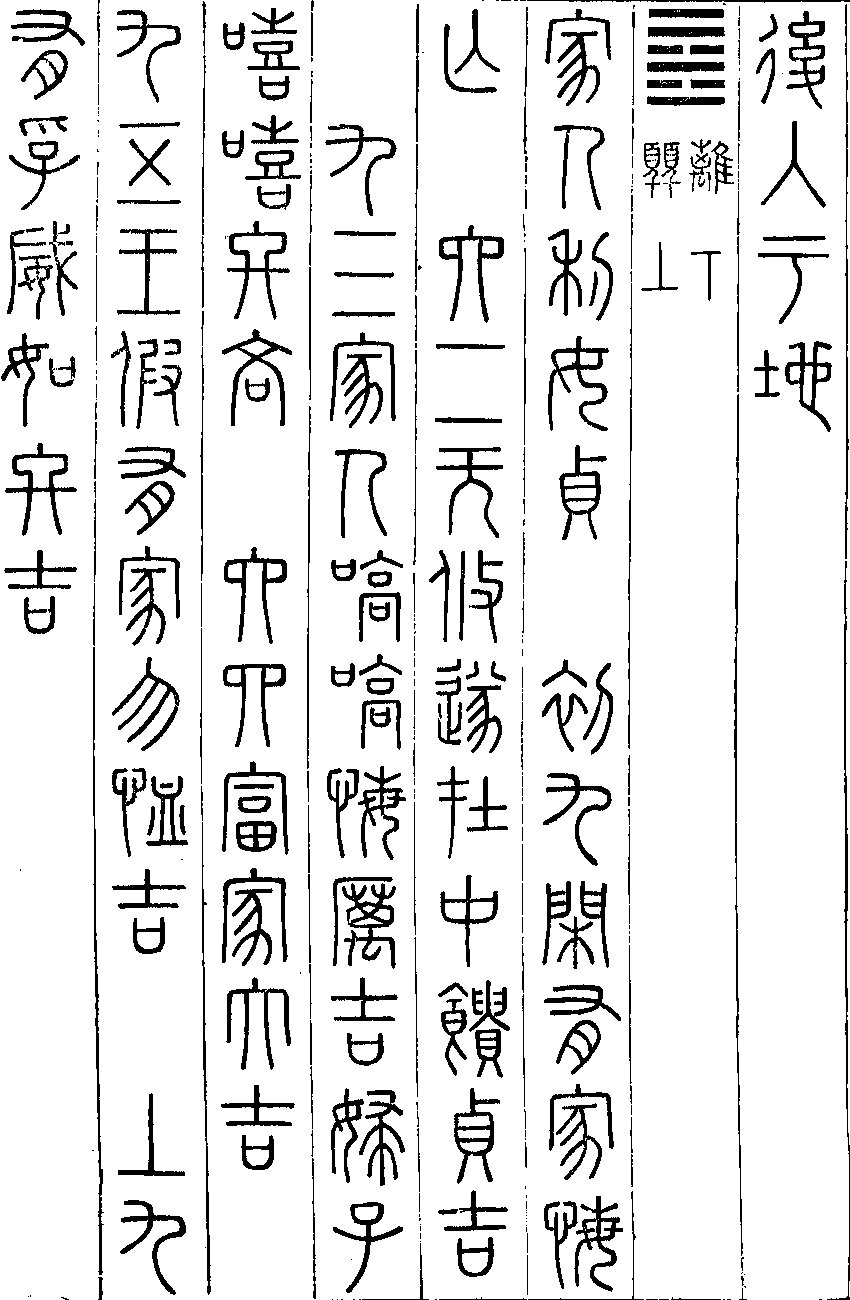 後入于地
䷤ 離下
巽上
家人利女貞 初九閑有家悔
亡 六二无攸遂在中饋貞吉
九三家人嗃嗃悔厲吉婦子
嘻嘻終吝 六四富家大吉
九五王假有家勿恤吉 上九
有孚威如終吉